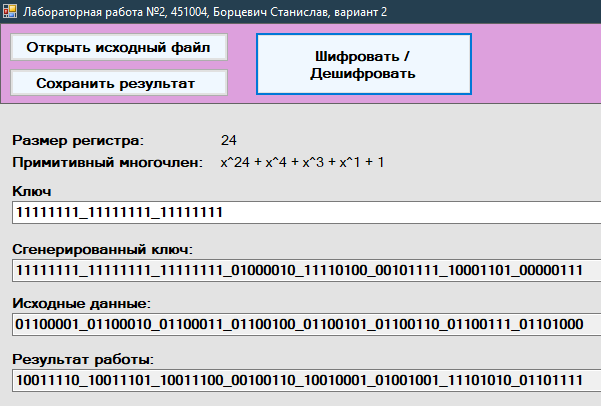 Лабораторная работа №2, 451004, Борцевич Станислав, вариант 2
Открыть исходный файл
Сохранить результат
Шифровать /
Дешифровать
Размер регистра: 24
Примитивный многочлен: x^24 + x^4 + x^3 + x^1 + 1
Ключ
11111111_11111111_11111111
Сгенерированный ключ:
11111111_11111111_11111111_01000010_11110100_00101111_10001101_00000111
Исходные данные:
01100001_01100010_01100011_01100100_01100101_01100110_01100111_01101000
Результат работы:
10011110_10011101_10011100_00100110_10010001_01001001_11101010_01101111